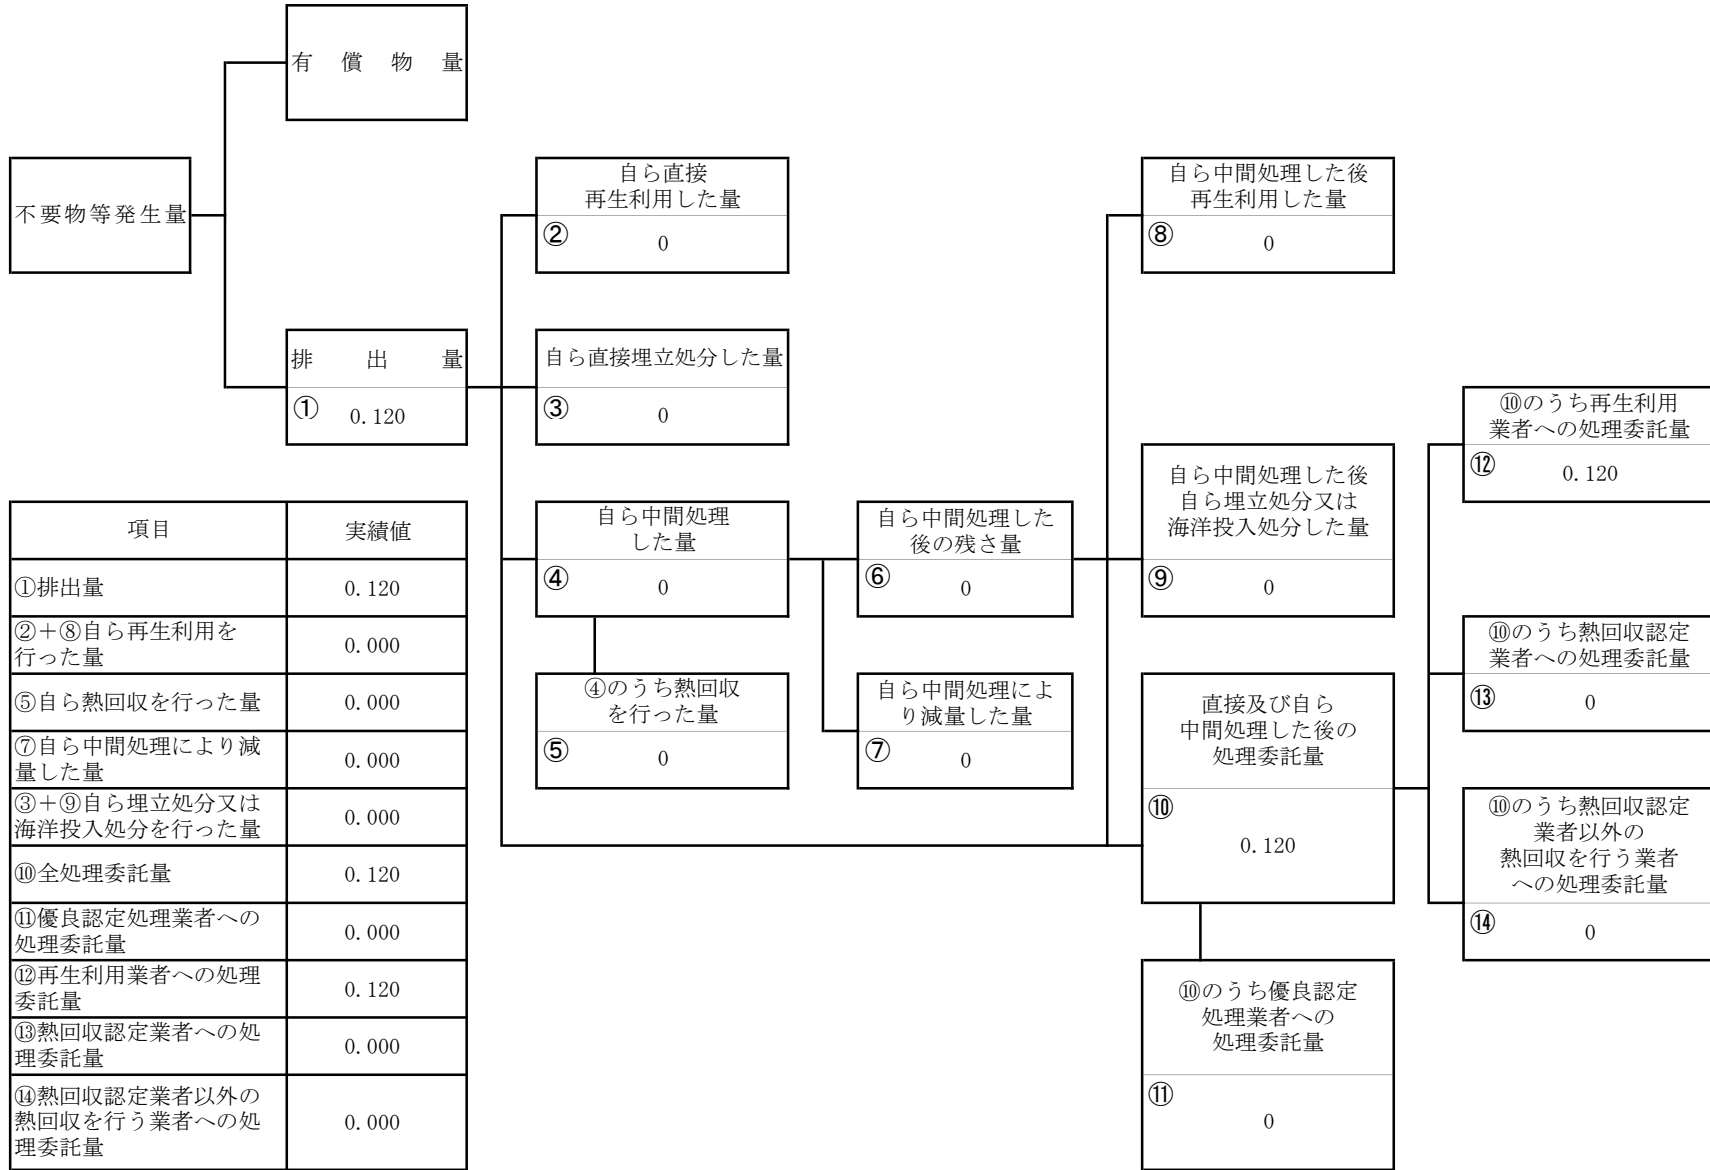 有償物量
不要物等発生量
排出量
① 0.120
自ら直接
再生利用した量
② 0
自ら直接埋立処分した量
③ 0
自ら中間処理
した量
④ 0
④のうち熱回収
を行った量
⑤ 0
自ら中間処理した
後の残さ量
⑥ 0
自ら中間処理によ
り減量した量
⑦ 0
自ら中間処理した後
再生利用した量
⑧ 0
自ら中間処理した後
自ら埋立処分又は
海洋投入処分した量
⑨ 0
直接及び自ら
中間処理した後の
処理委託量
⑩
0.120
⑩のうち優良認定
処理業者への
処理委託量
⑪
0
⑩のうち再生利用
業者への処理委託量
⑫ 0.120
⑩のうち熱回収認定
業者への処理委託量
⑬ 0
⑩のうち熱回収認定
業者以外の
熱回収を行う業者
への処理委託量
⑭ 0
項目 実績値
①排出量 0.120
②+⑧自ら再生利用を
行った量 0.000
⑤自ら熱回収を行った量 0.000
⑦自ら中間処理により減
量した量 0.000
③+⑨自ら埋立処分又は
海洋投入処分を行った量 0.000
⑩全処理委託量 0.120
⑪優良認定処理業者への
処理委託量 0.000
⑫再生利用業者への処理
委託量 0.120
⑬熱回収認定業者への処
理委託量 0.000
⑭熱回収認定業者以外の
熱回収を行う業者への処
理委託量 0.000